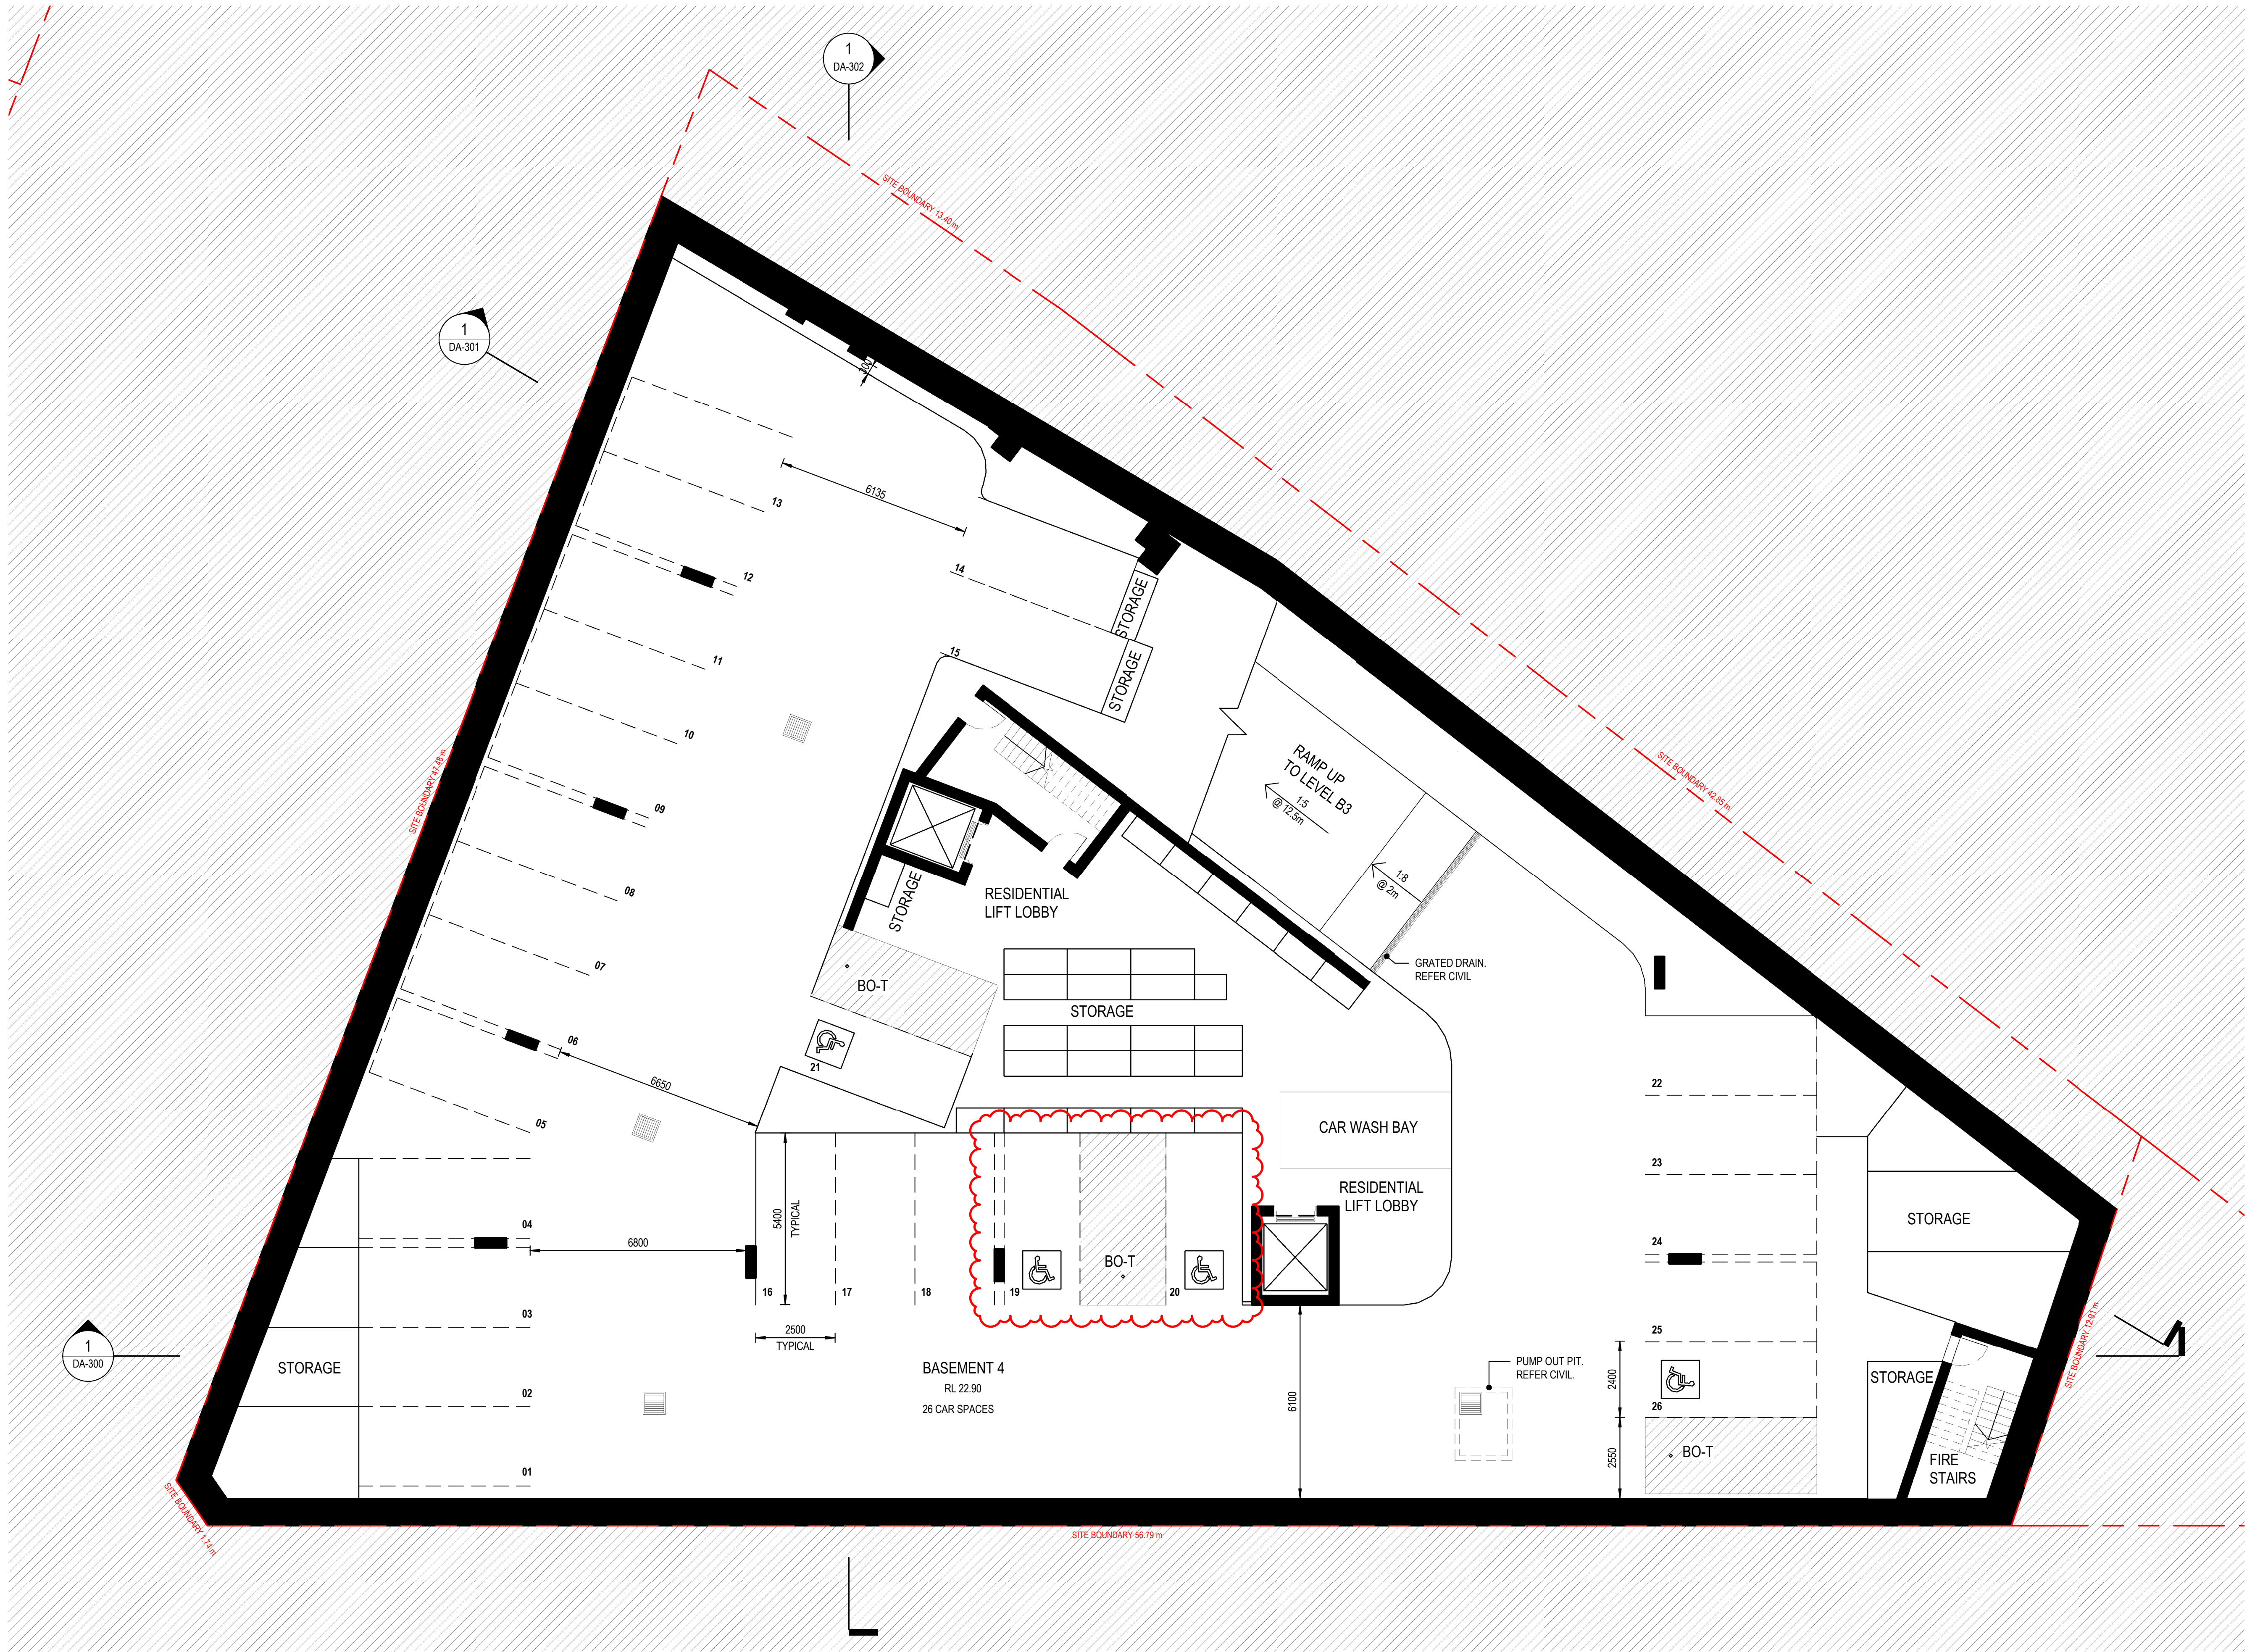 1
DA-302
SITE BOUNDARY 13.40 m
1
DA-301
300
6135
13
14
12
STORAGE
11
15
STORAGE
10
RAMP UP
TO LEVEL B3
1:5
@ 12.5m
SITE BOUNDARY 42.85 m
SITE BOUNDARY 47.48 m
09
08
STORAGE
RESIDENTIAL
LIFT LOBBY
1:8
@ 2m
07
BO-T
GRATED DRAIN.
REFER CIVIL
STORAGE
06
21
6650
22
05
CAR WASH BAY
23
RESIDENTIAL
LIFT LOBBY
STORAGE
04
6800
5400
TYPICAL
24
BO-T
16
17
18
19
20
03
2500
TYPICAL
25
SITE BOUNDARY 12.91 m
1
DA-300
STORAGE
BASEMENT 4
RL 22.90
26 CAR SPACES
PUMP OUT PIT.
REFER CIVIL.
2400
STORAGE
02
6100
26
01
2550
BO-T
FIRE
STAIRS
SITE BOUNDARY 1.74 m
SITE BOUNDARY 56.79 m